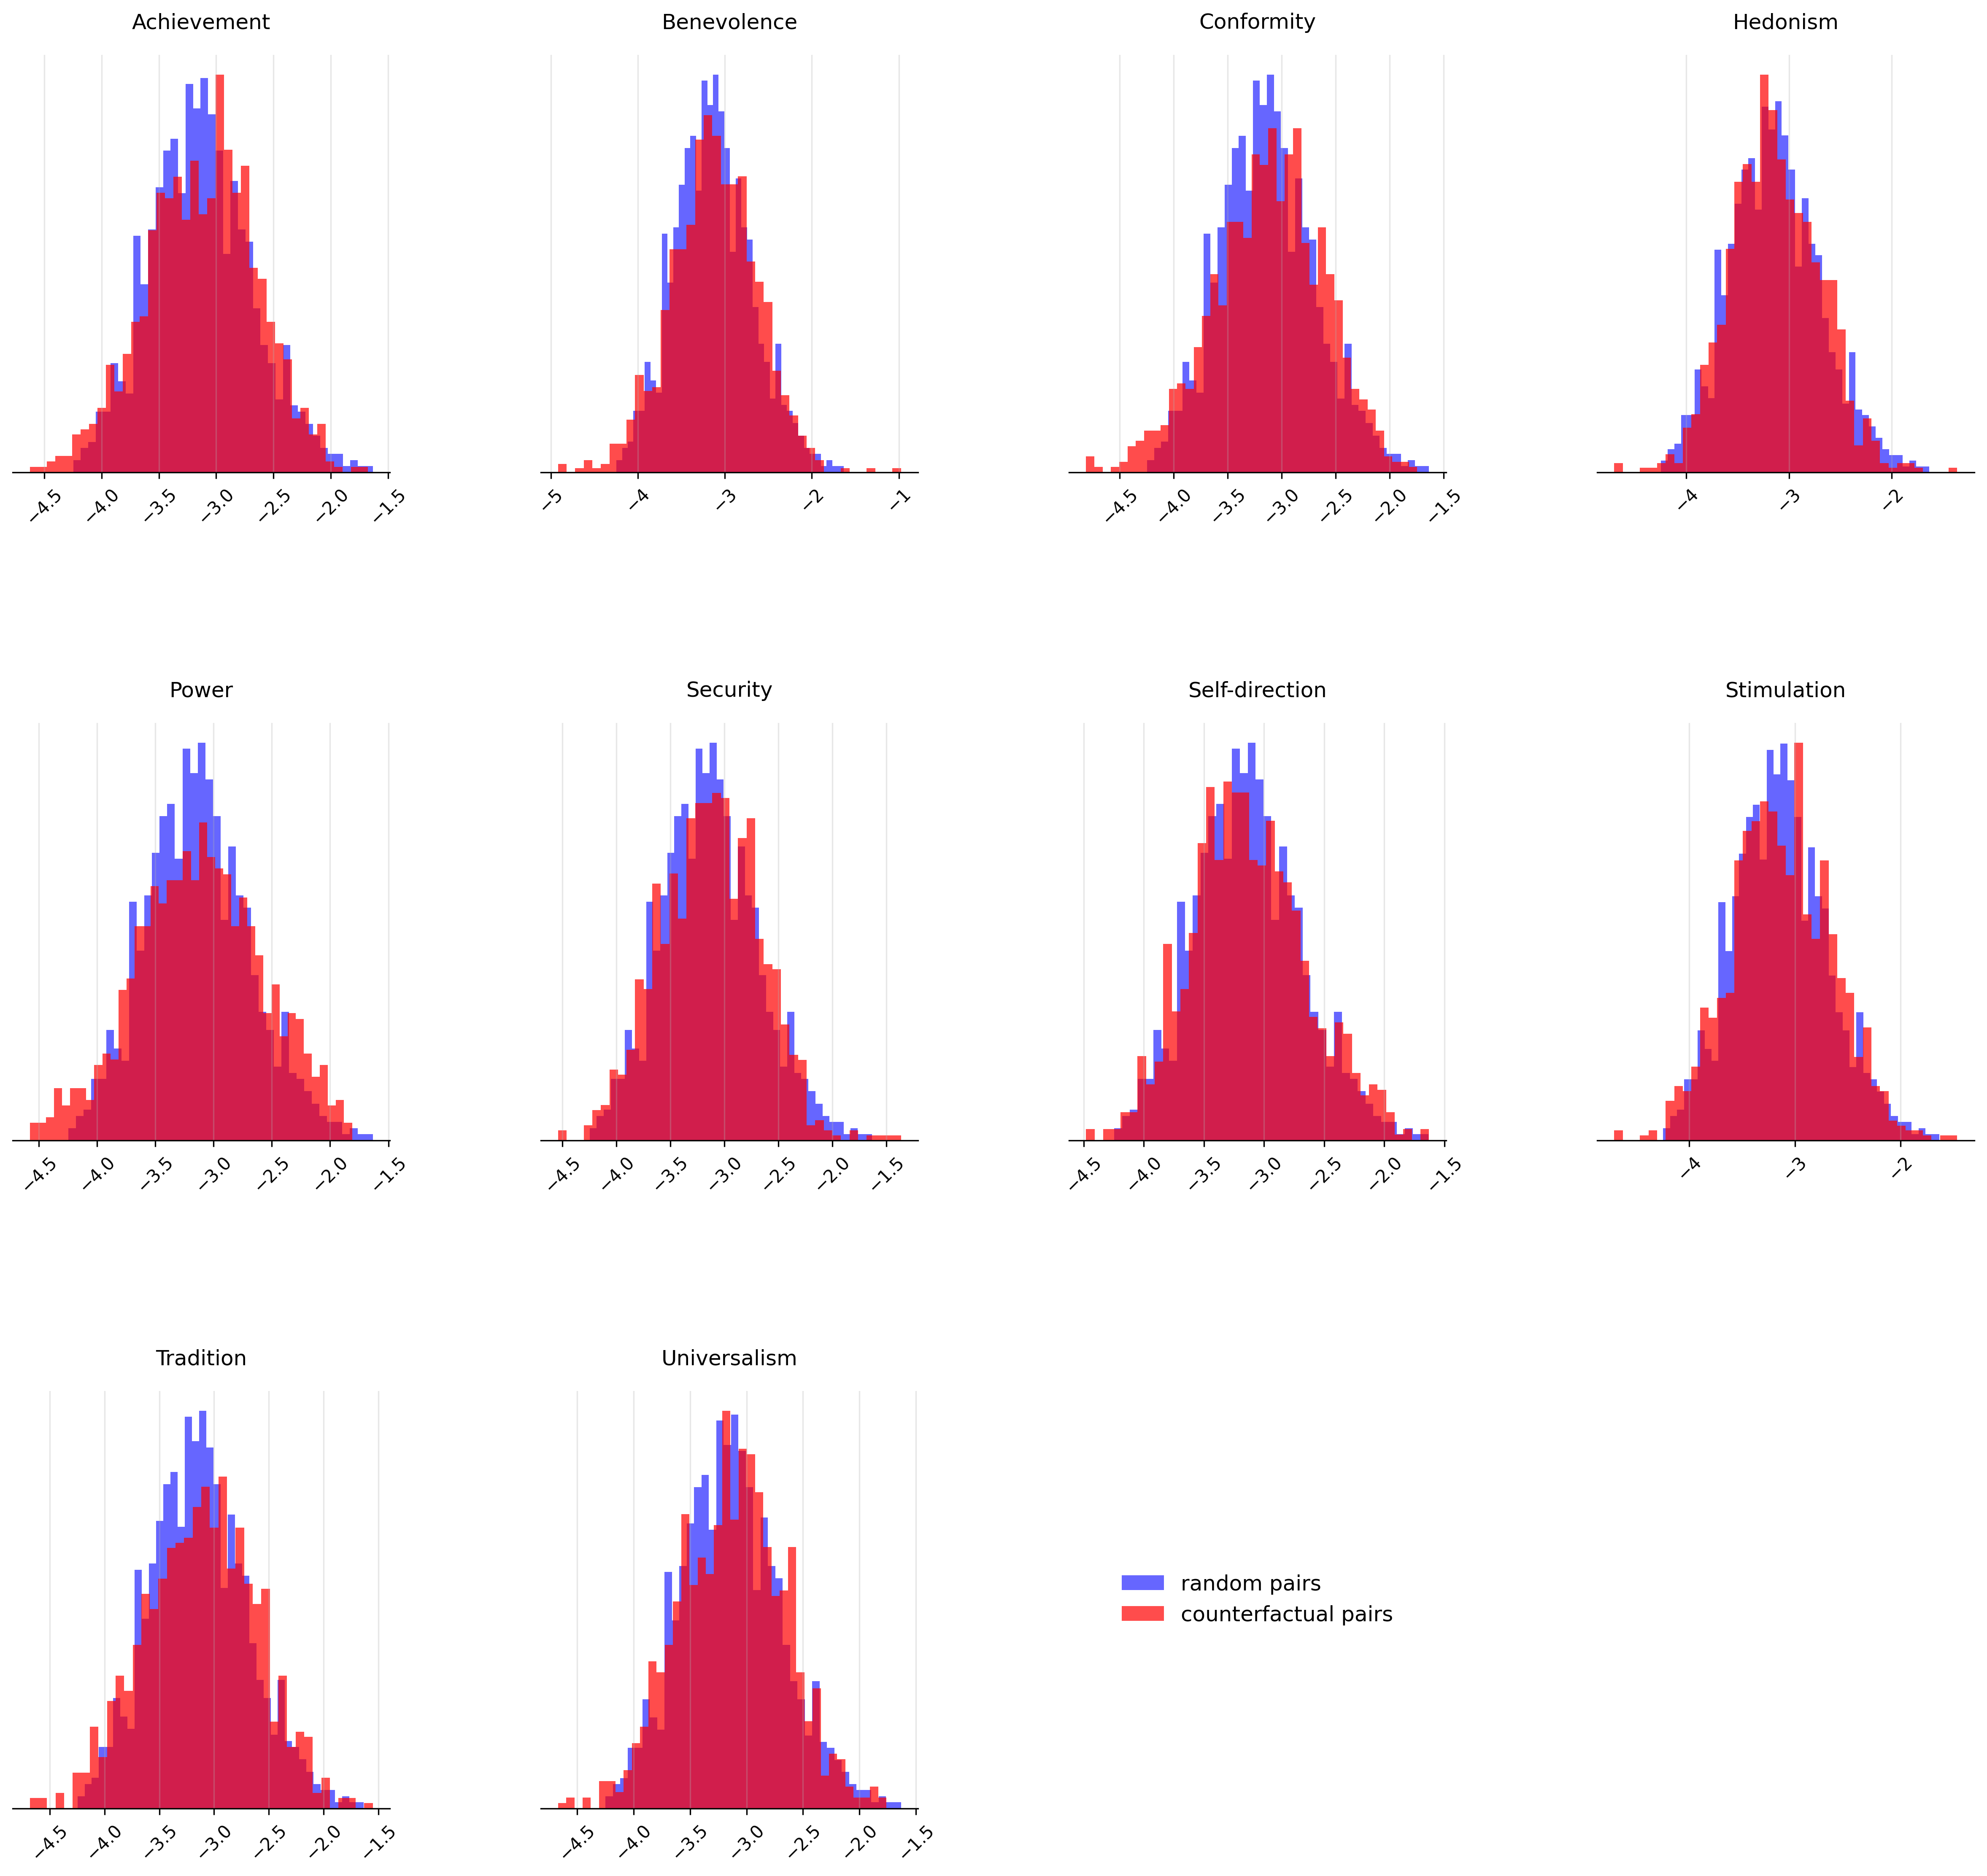 Achievement Benevolence Conformity Hedonism
−4.5 −4.0 −3.5 −3.0 −2.5 −2.0 −1.5
−5 −4 −3 −2 −1
−4.5 −4.0 −3.5 −3.0 −2.5 −2.0 −1.5
−4 −3 −2
Power Security Self-direction Stimulation
−4.5 −4.0 −3.5 −3.0 −2.5 −2.0 −1.5
−4.5 −4.0 −3.5 −3.0 −2.5 −2.0 −1.5
−4.5 −4.0 −3.5 −3.0 −2.5 −2.0 −1.5
−4 −3 −2
Tradition Universalism
random pairs
counterfactual pairs
−4.5 −4.0 −3.5 −3.0 −2.5 −2.0 −1.5
−4.5 −4.0 −3.5 −3.0 −2.5 −2.0 −1.5